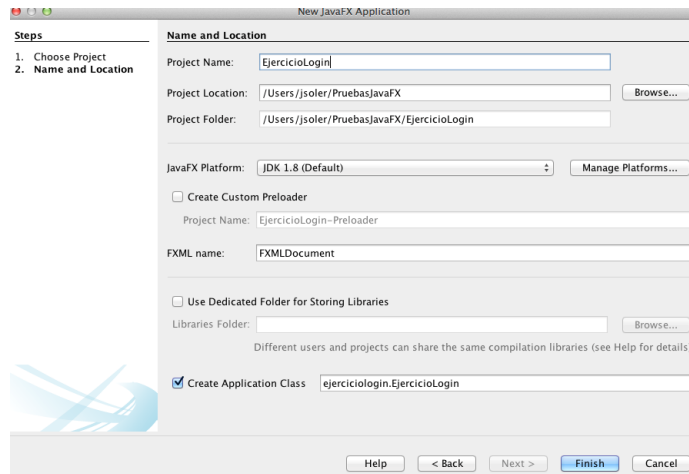 New JavaFX Application
Steps
1. Choose Project
2. Name and Location
Name and Location
Project Name: EjercicioLogin
Project Location: /Users/jsoler/PruebasJavaFX Browse...
Project Folder: /Users/jsoler/PruebasJavaFX/EjercicioLogin
JavaFX Platform: JDK 1.8 (Default) Manage Platforms...
Create Custom Preloader
Project Name: EjercicioLogin-Preloader
FXML name: FXMLDocument
Use Dedicated Folder for Storing Libraries
Libraries Folder: Browse...
Different users and projects can share the same compilation libraries (see Help for details
Create Application Class ejerciciologin.EjercicioLogin
Help < Back Next > Finish Cancel